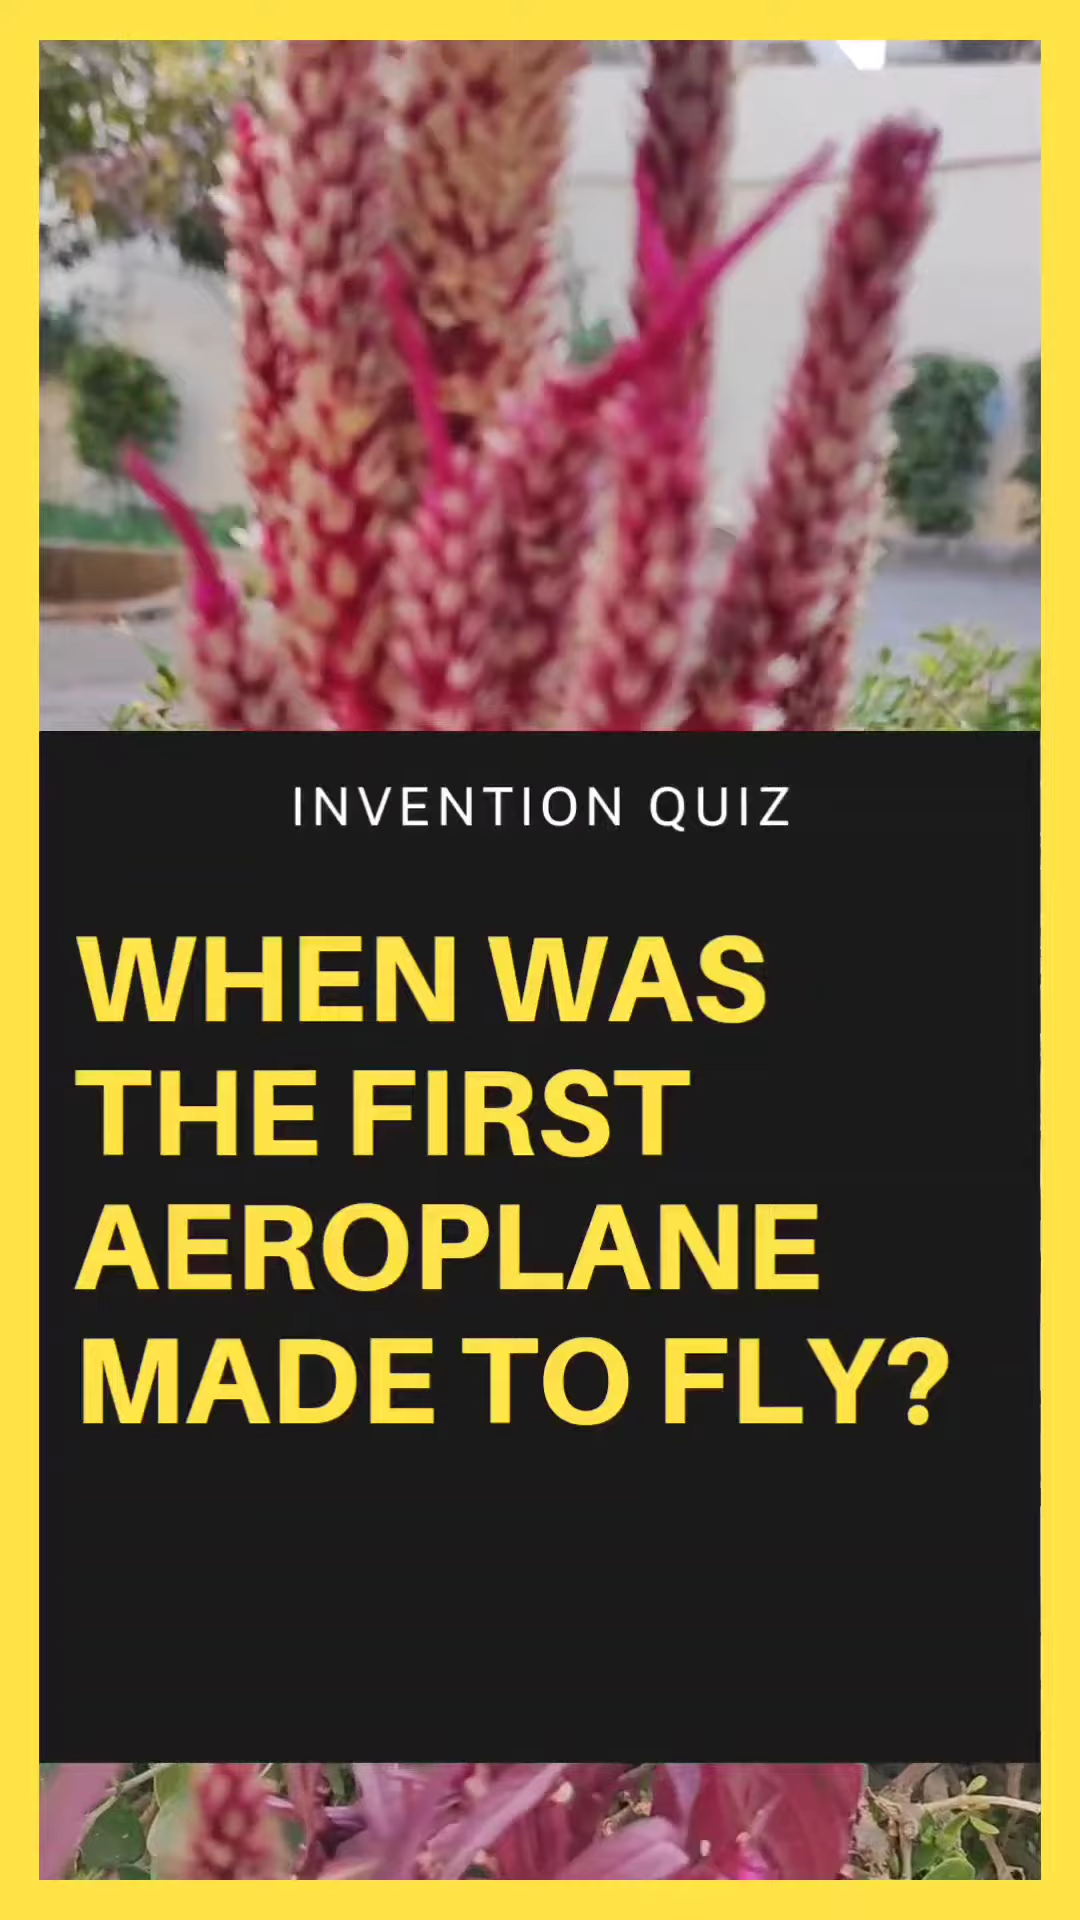 INVENTION QUIZ
WHEN WAS
THE FIRST
AEROPLANE
MADE TO FLY?